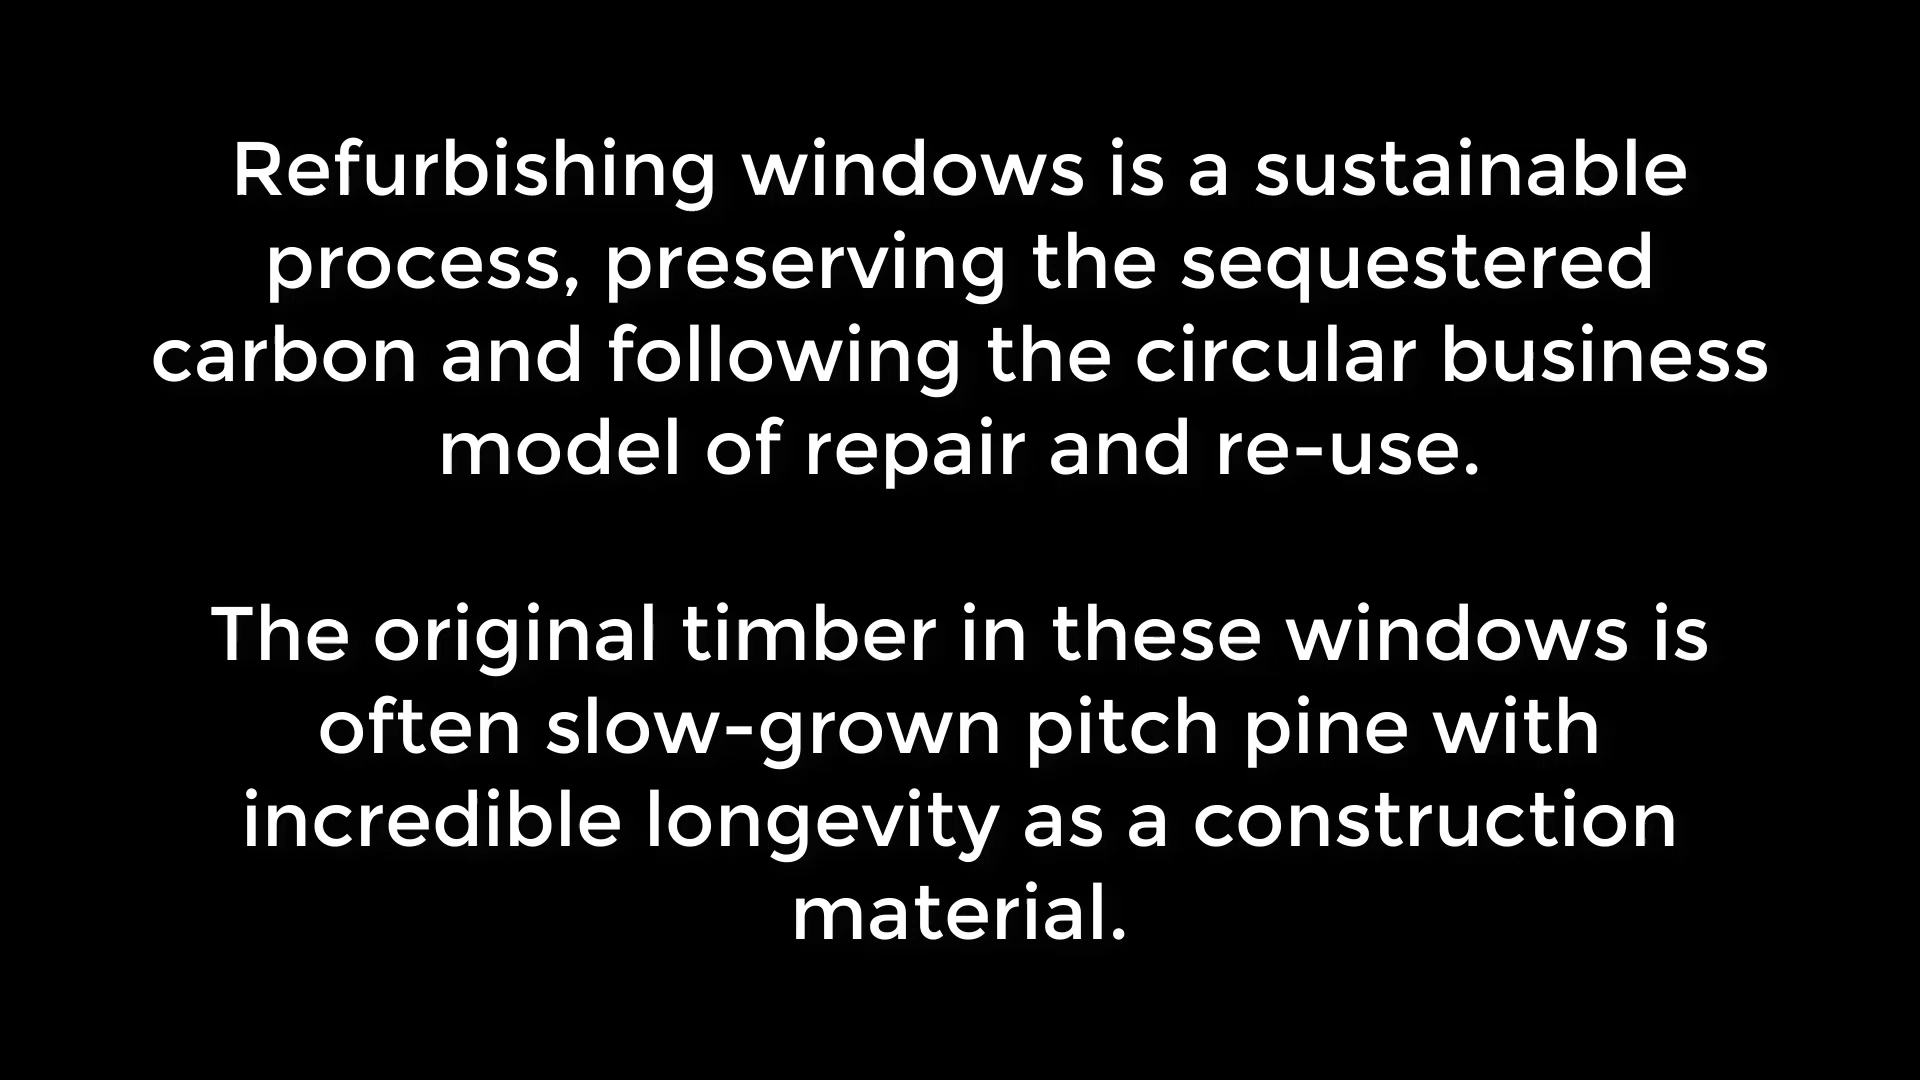 Refurbishing windows is a sustainable
process, preserving the sequestered
carbon and following the circular business
model of repair and re-use.
The original timber in these windows is
often slow-grown pitch pine with
incredible longevity as a construction
material.